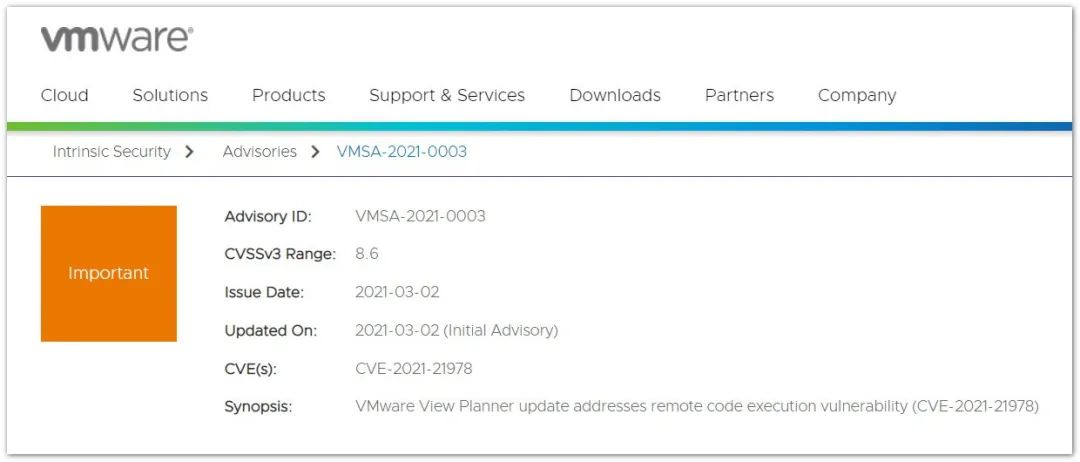 vmware®
Cloud Solutions Products Support & Services Downloads Partners Company
Intrinsic Security > Advisories > VMSA-2021-0003
Important
Advisory ID: VMSA-2021-0003
CVSSv3 Range: 8.6
Issue Date: 2021-03-02
Updated On: 2021-03-02 (Initial Advisory)
CVE(s): CVE-2021-21978
Synopsis: VMware View Planner update addresses remote code execution vulnerability (CVE-2021-21978)